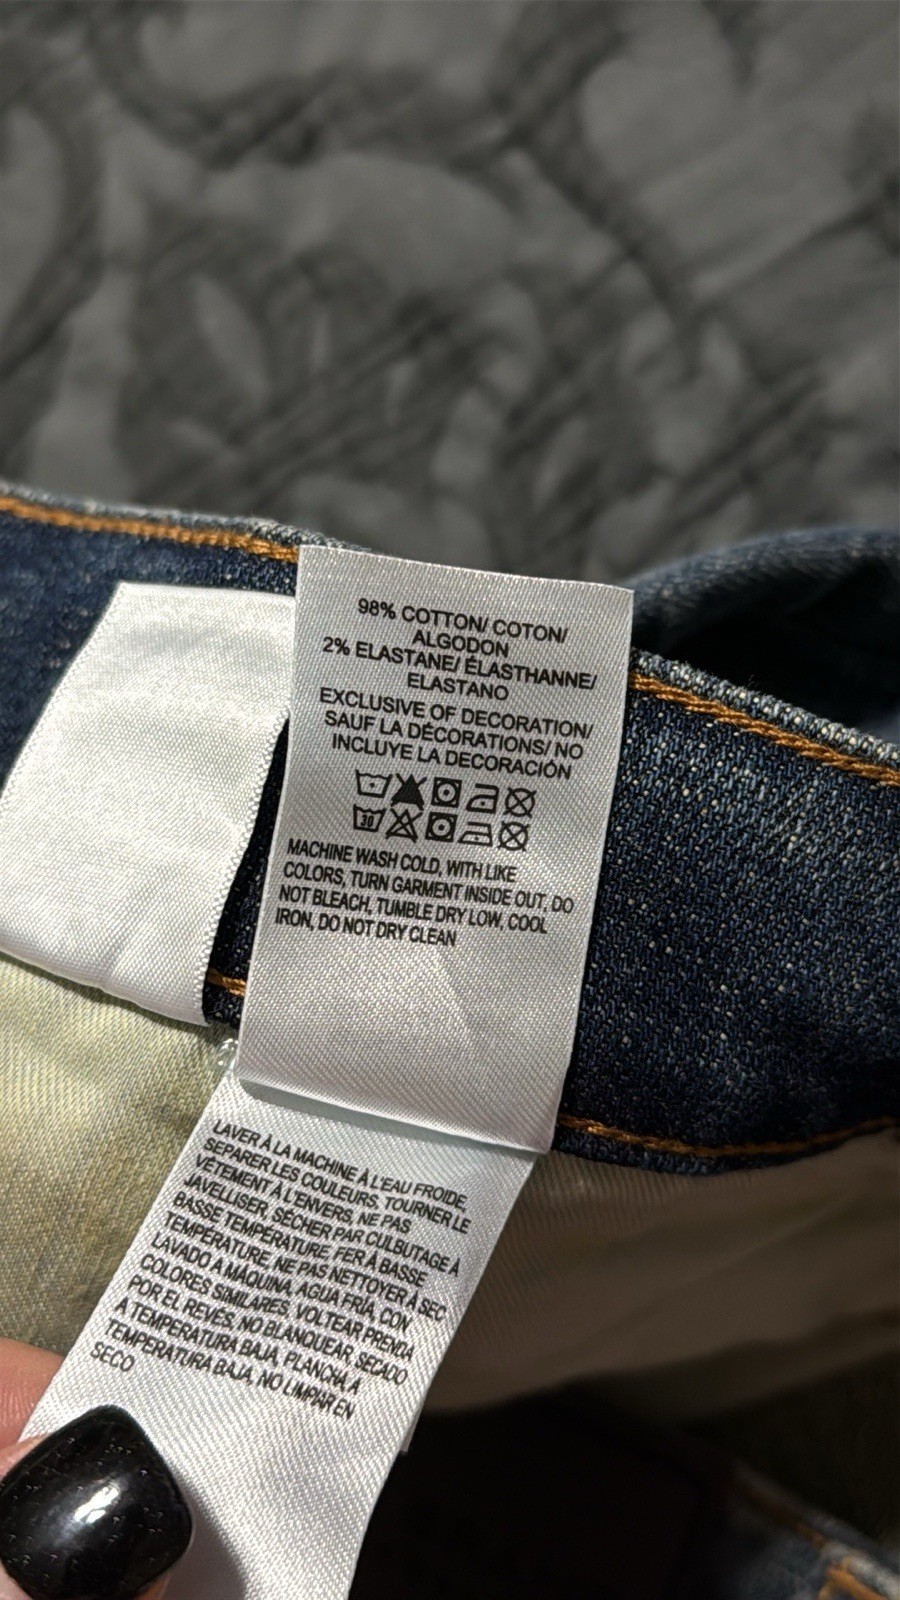 98% COTTON/ COTON/
ALGODON
2% ELASTANE/ ÉLASTHANNE/
ELASTANO
EXCLUSIVE OF DECORATION/
SAUF LA DÉCORATIONS/ NO
INCLUYE LA DECORACIÓN
30
MACHINE WASH COLD, WITH LIKE
COLORS, TURN GARMENT INSIDE OUT, DO
NOT BLEACH, TUMBLE DRY LOW, COOL
IRON, DO NOT DRY CLEAN
LAVER À LA MACHINE À L'EAU FROIDE,
SEPARER LES COULEURS, TOURNER LE
VÊTEMENT À L'ENVERS, NE PAS
JAVELLISER, SÉCHER PAR CULBUTAGE À
BASSE TEMPÉRATURE, FER À BASSE
TEMPÉRATURE, NE PAS NETTOYER À SEC
LAVADO A MÁQUINA, AGUA FRÍA, CON
COLORES SIMILARES, VOLTEAR PRENDA
POR EL REVÉS, NO BLANQUEAR, SECADO
A TEMPERATURA BAJA, PLANCHA A
TEMPERATURA BAJA, NO LIMPIAR EN
SECO